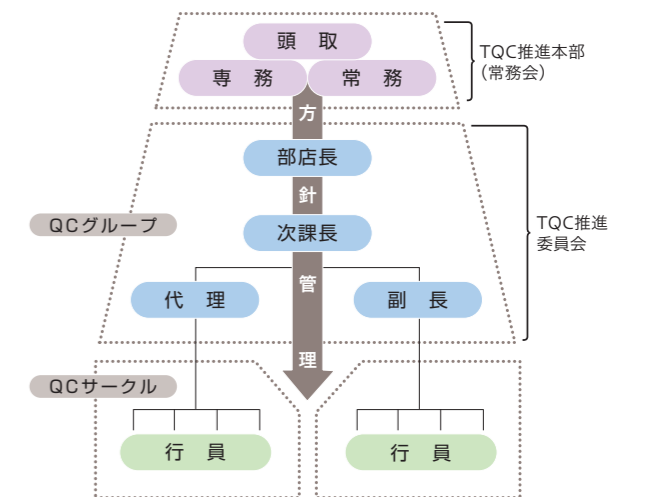 頭 取
専 務
常 務
TQC推進本部
（常務会）
方
部店長
針
QCグループ
次課長
TQC推進
委員会
管
代 理
副 長
理
QCサークル
行 員
行 員